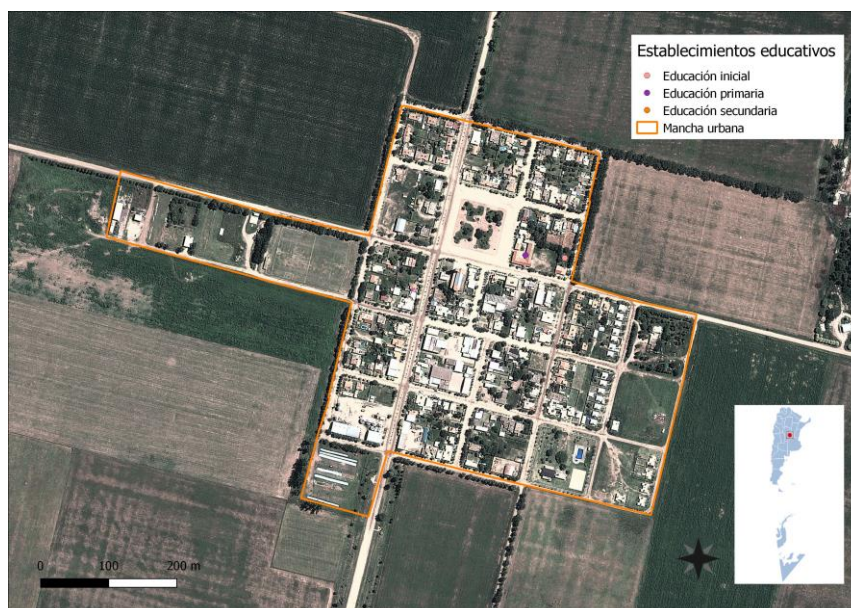 Establecimientos educativos
Educación inicial
Educación primaria
Educación secundaria
Mancha urbana
0 100 200 m